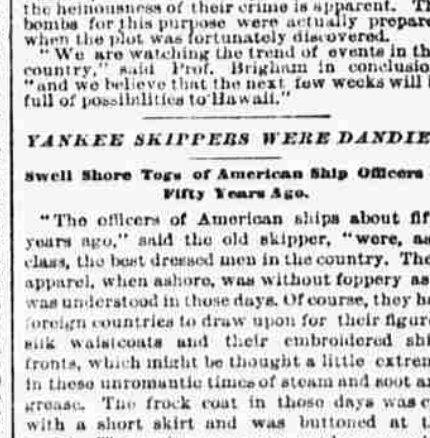 the heinousness of their crime is apparent. Th
bombs for this purpose were actually prepare
when the plot was fortunately discovered.
"We are watching the trend of events in th
country," said Prof. Brigham in conclusio
"and we believe that the next few weeks will b
full of possibilities to Hawaii."
YANKEE SKIPPERS WERE DANDIE
Swell Shore Togs of American Ship Officers
Fifty Years Ago.
"The officers of American ships about fif
years ago," said the old skipper, "were, as
class, the best dressed men in the country. The
apparel, when ashore, was without foppery as
was understood in those days. Of course, they ha
foreign countries to draw upon for their figur
silk waistcoats and their embroidered shi
fronts, which might be thought a little extrem
in these unromantic times of steam and soot an
grease. The frock coat in those days was c
with a short skirt and was buttoned at t